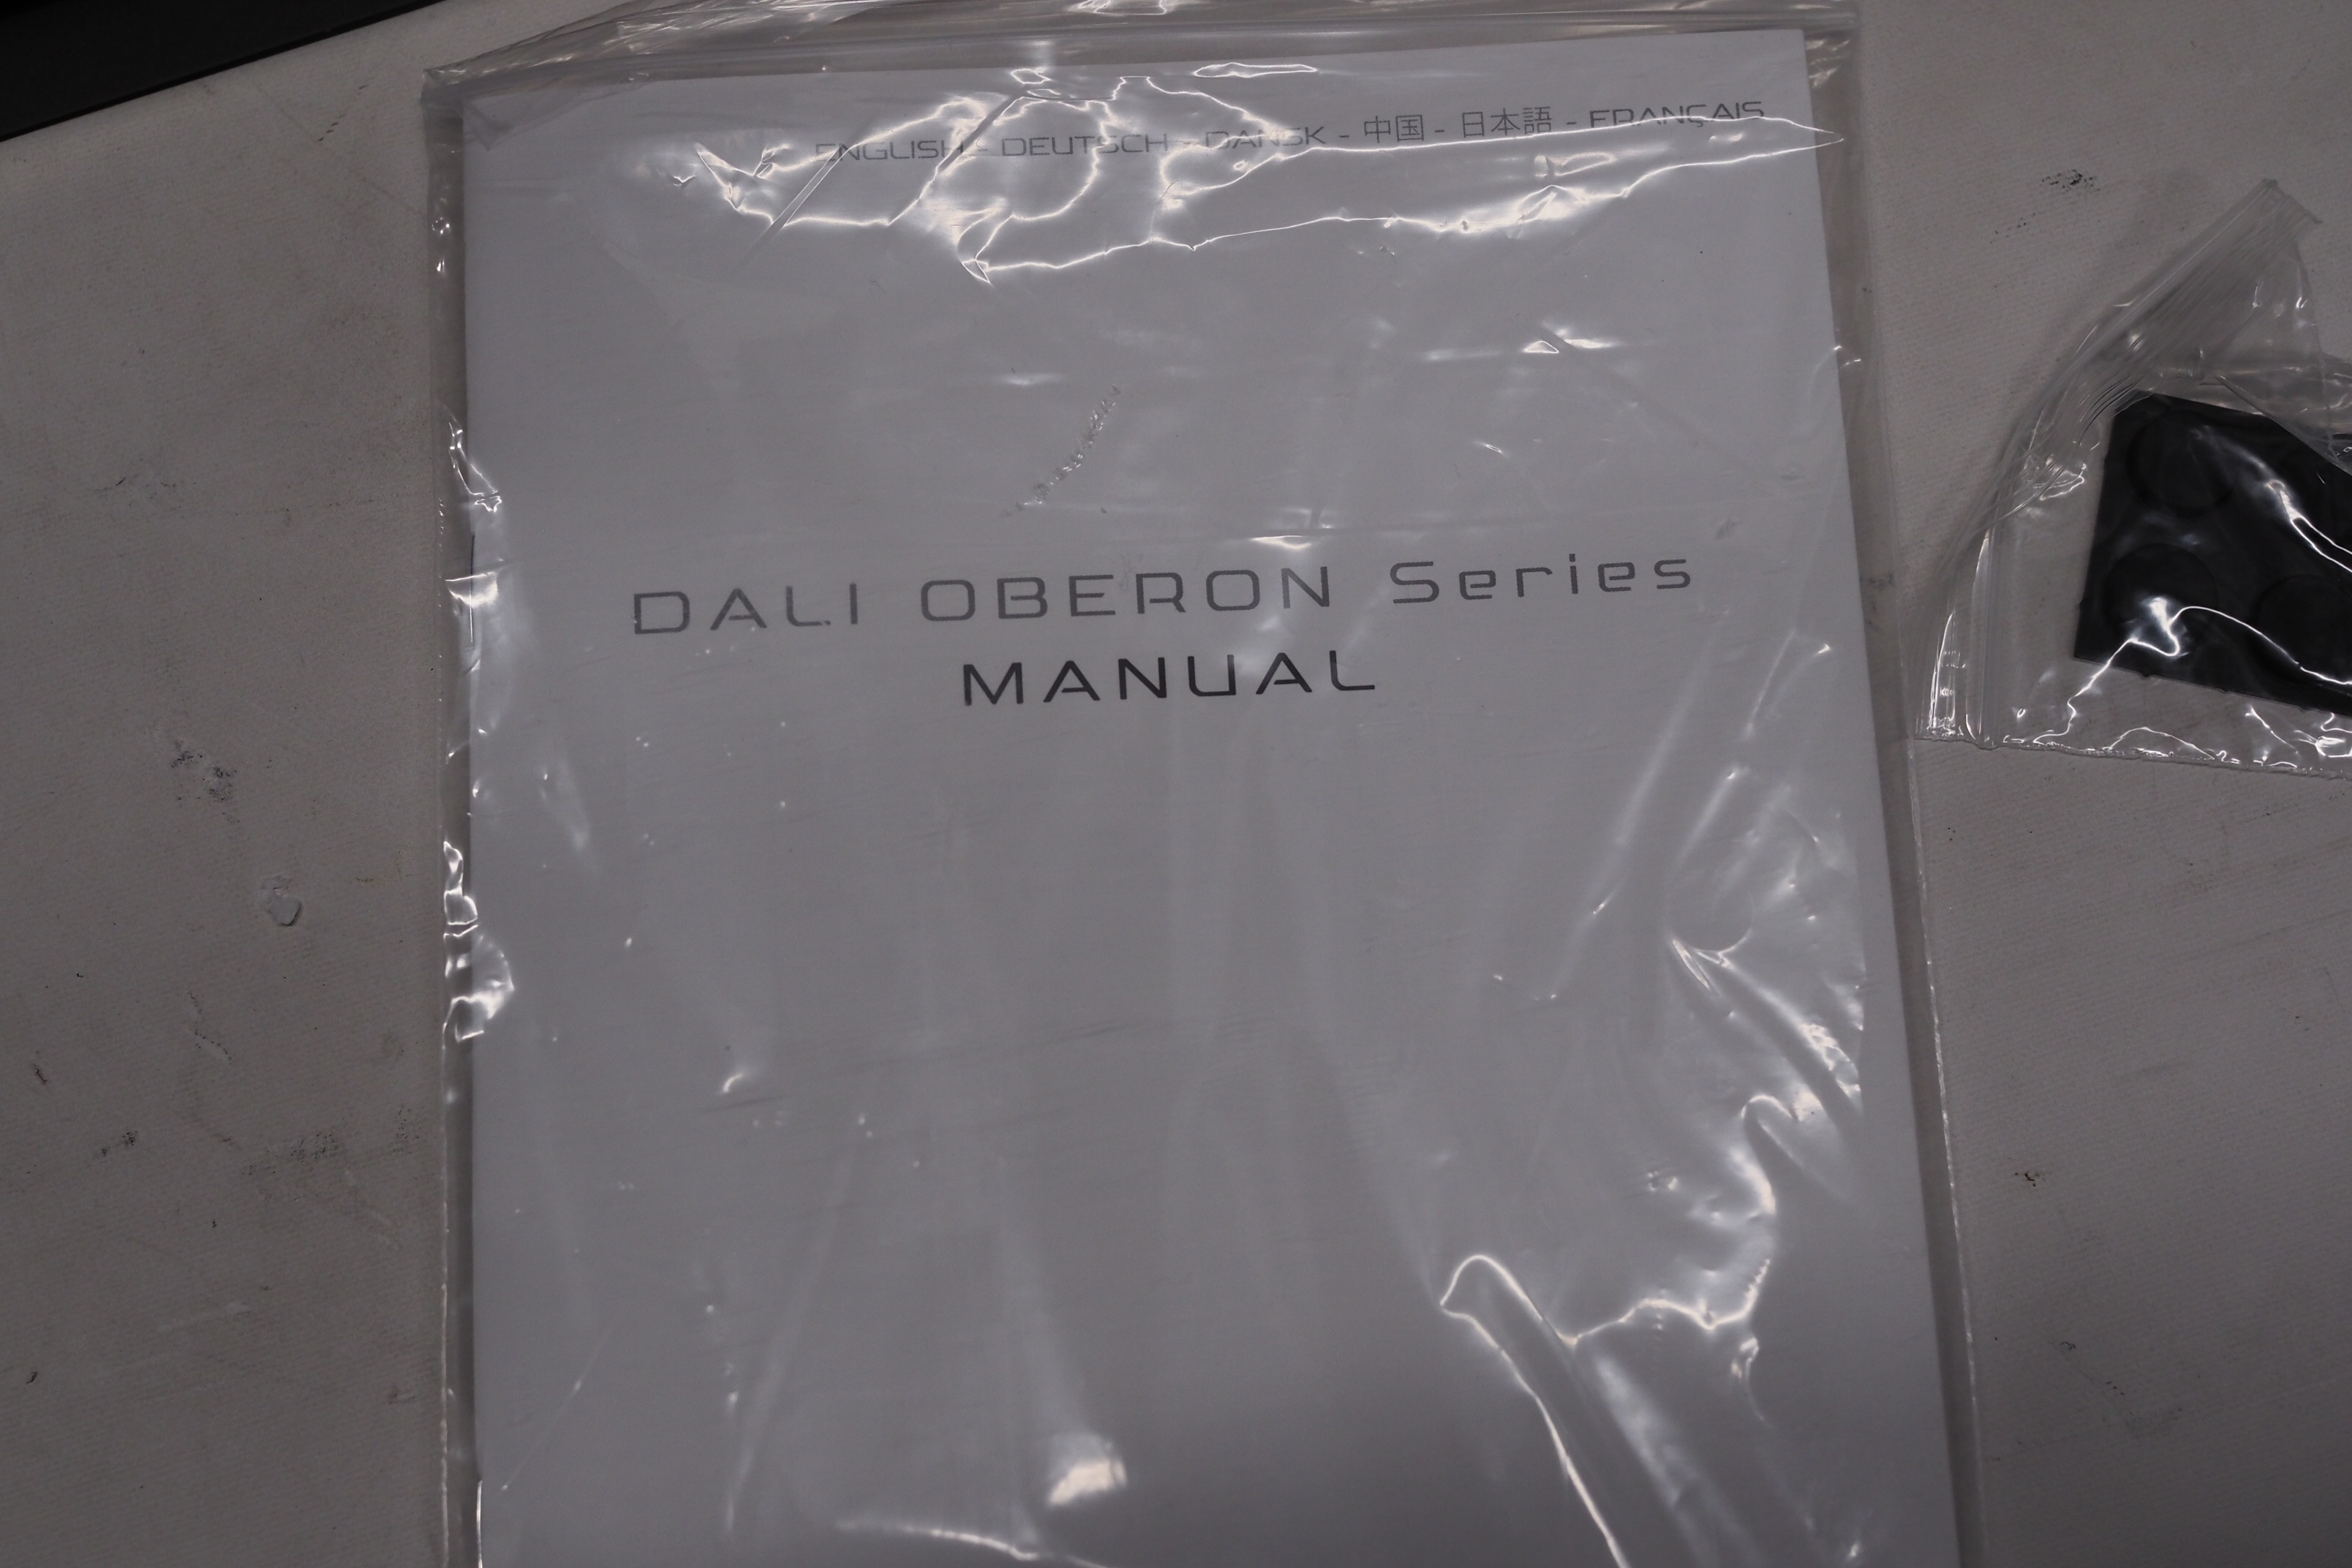 ENGLISH - DEUTSCH - DANSK - 中国 - 日本語 - FRANÇAIS
DALI OBERON Series
MANUAL